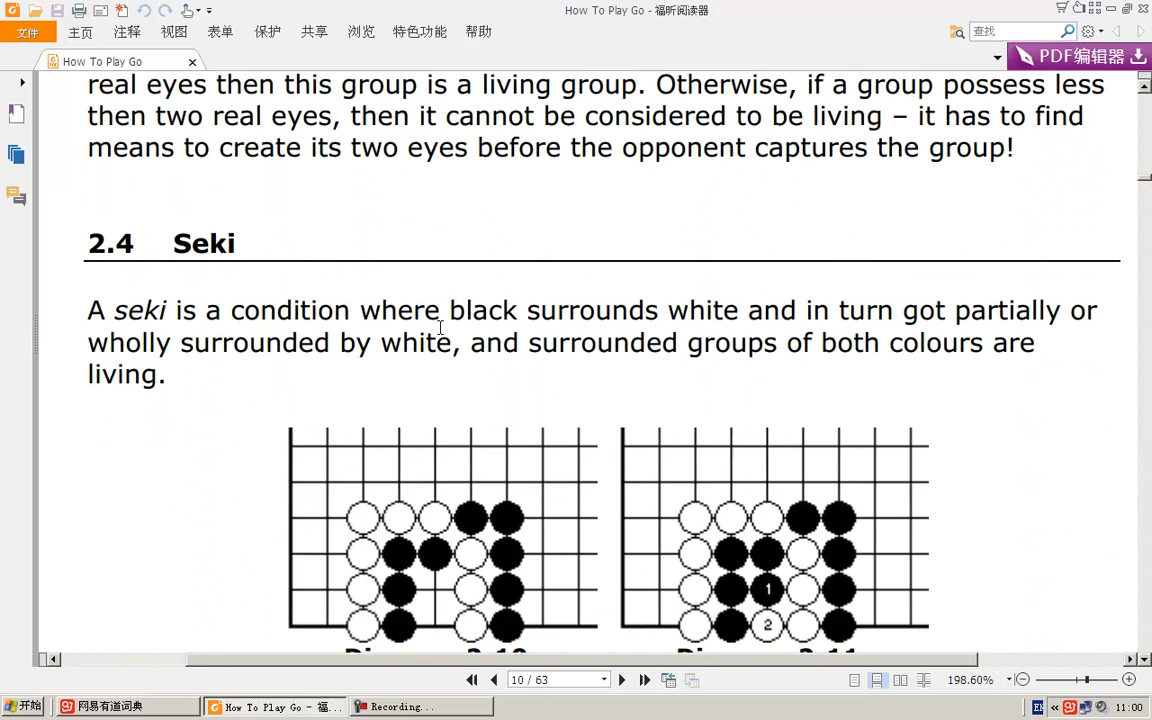 How To Play Go - 福昕阅读器
文件
主页
注释
视图
表单
保护
共享
浏览
特色功能
帮助
查找
How To Play Go
PDF编辑器
real eyes then this group is a living group. Otherwise, if a group possess less
then two real eyes, then it cannot be considered to be living – it has to find
means to create its two eyes before the opponent captures the group!
2.4 Seki
A seki is a condition where black surrounds white and in turn got partially or
wholly surrounded by white, and surrounded groups of both colours are
living.
1
2
10 / 63
198.60%
开始
网易有道词典
How To Play Go - 福...
Recording...
EN
11:00